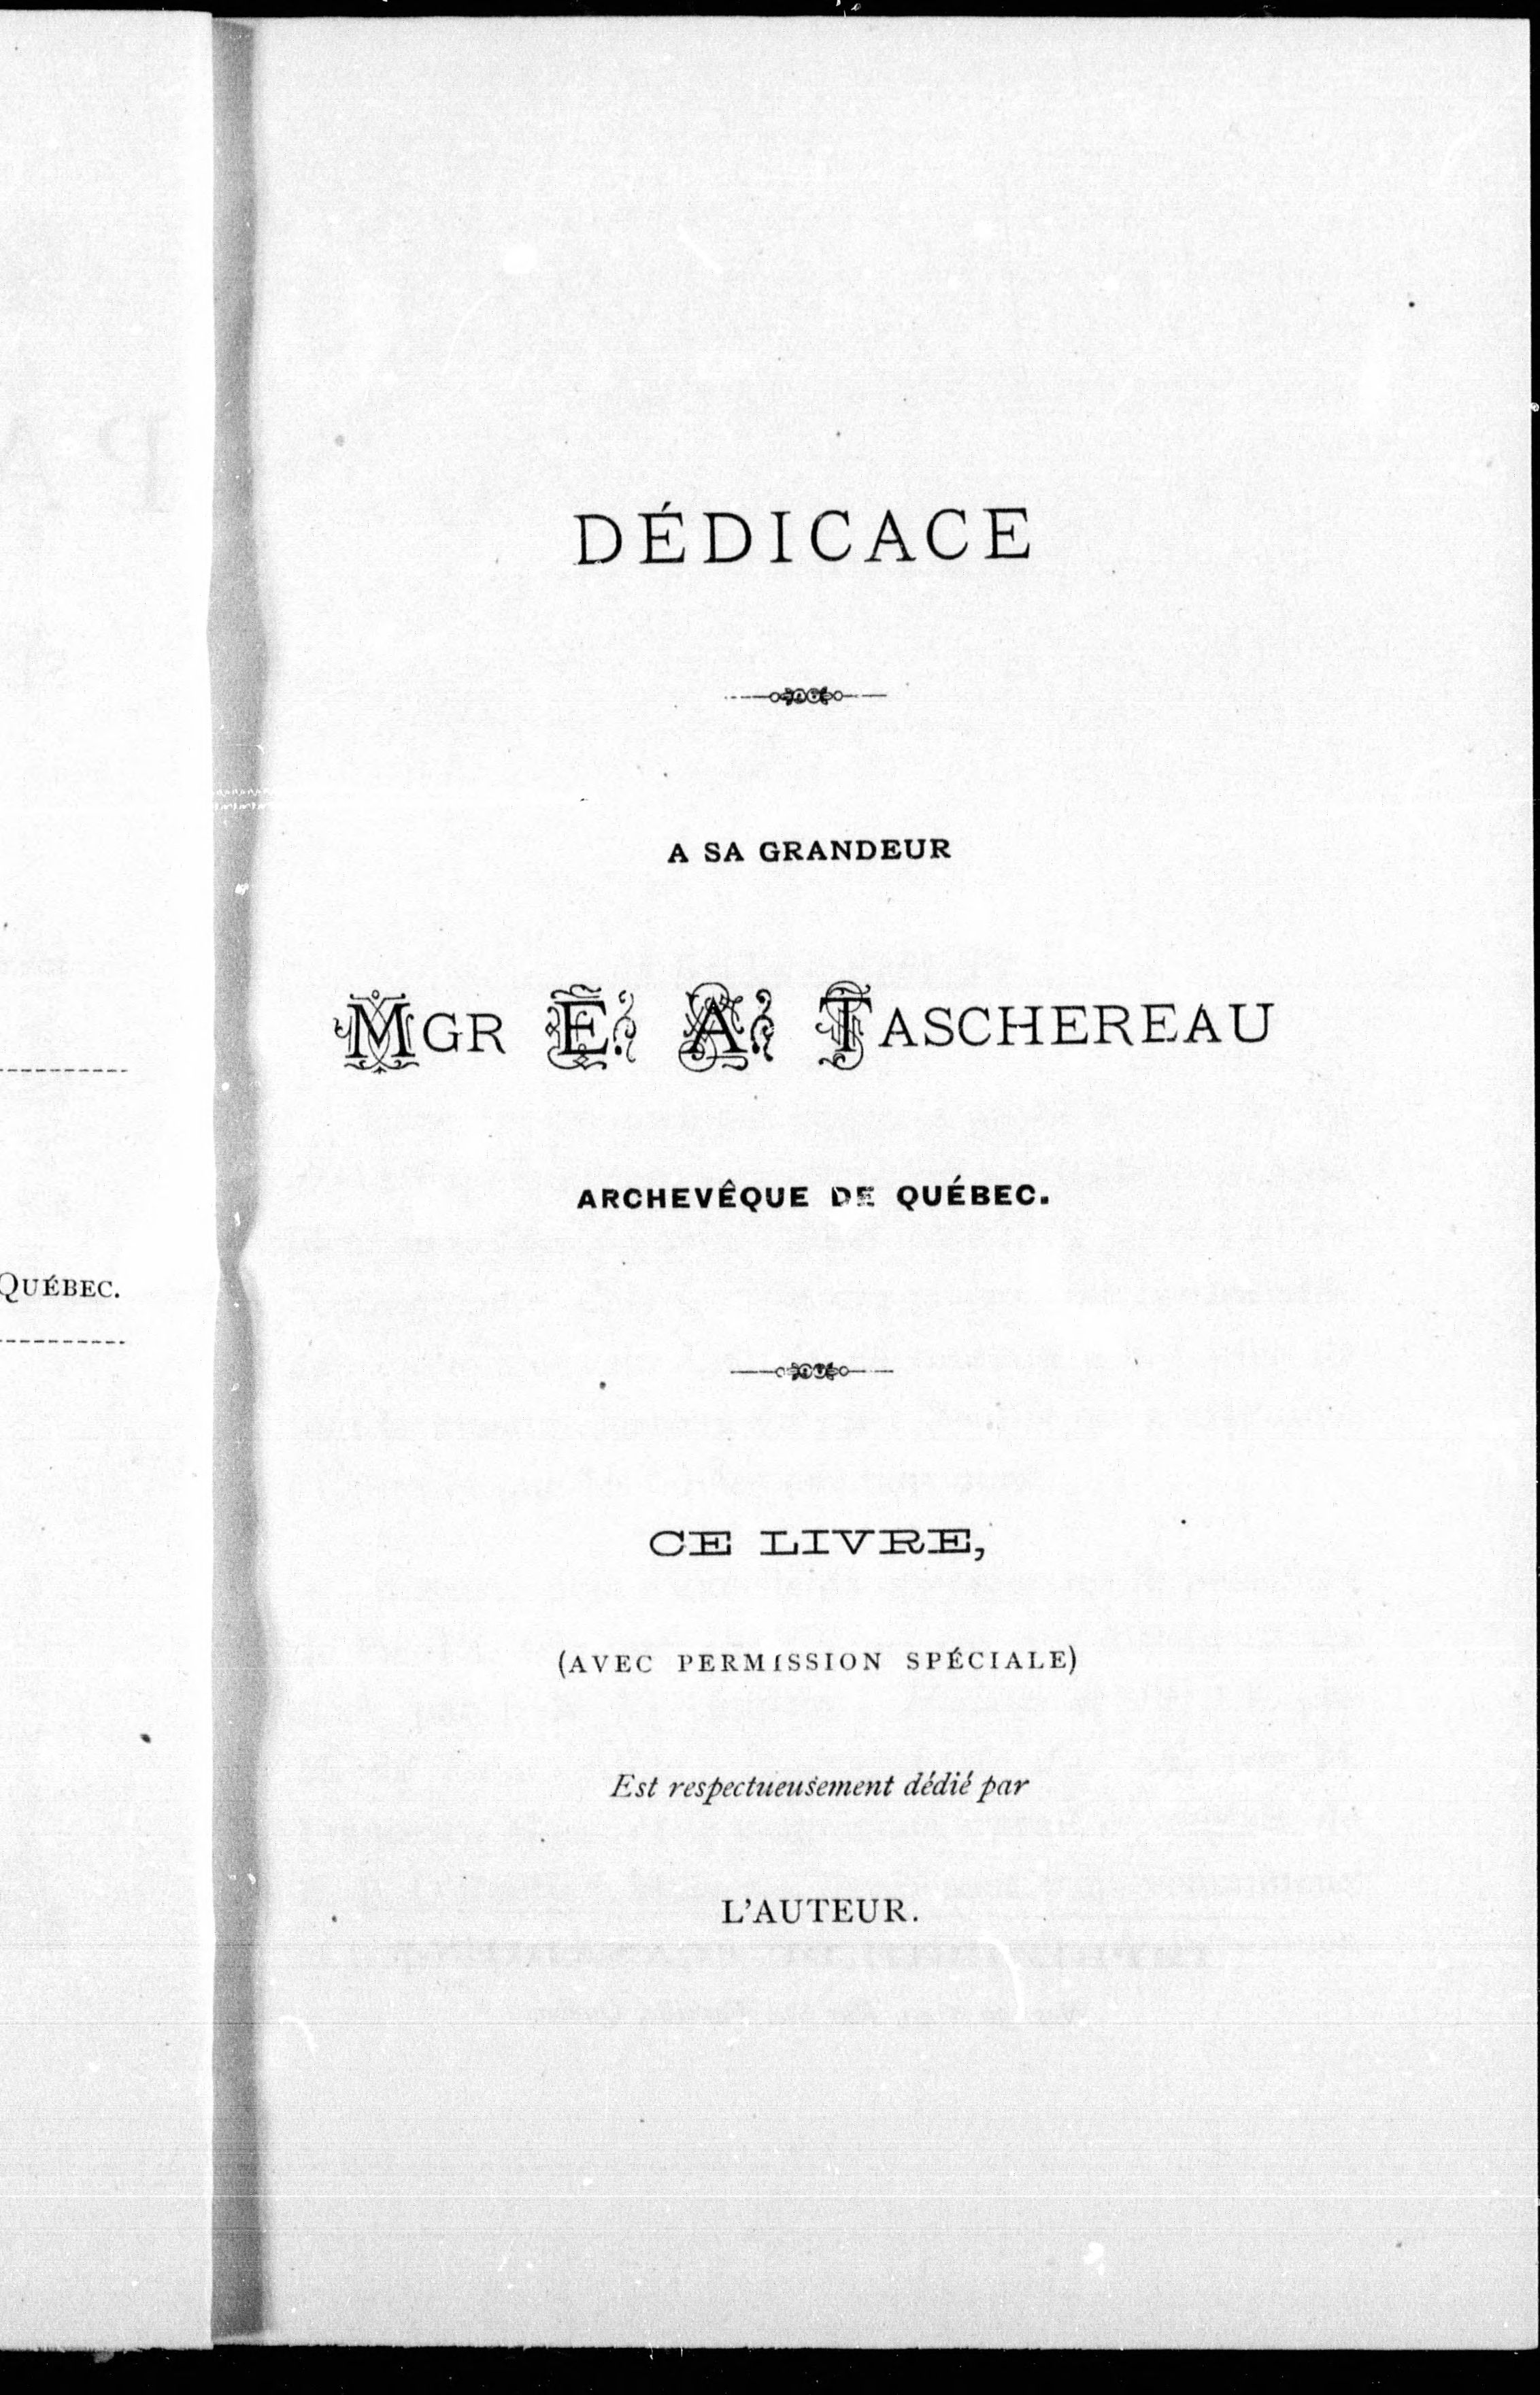 QUÉBEC.
DÉDICACE
A SA GRANDEUR
MGR E. A. TASCHEREAU
ARCHEVÊQUE DE QUÉBEC.
CE LIVRE,
(AVEC PERMISSION SPÉCIALE)
Est respectueusement dédié par
L'AUTEUR.